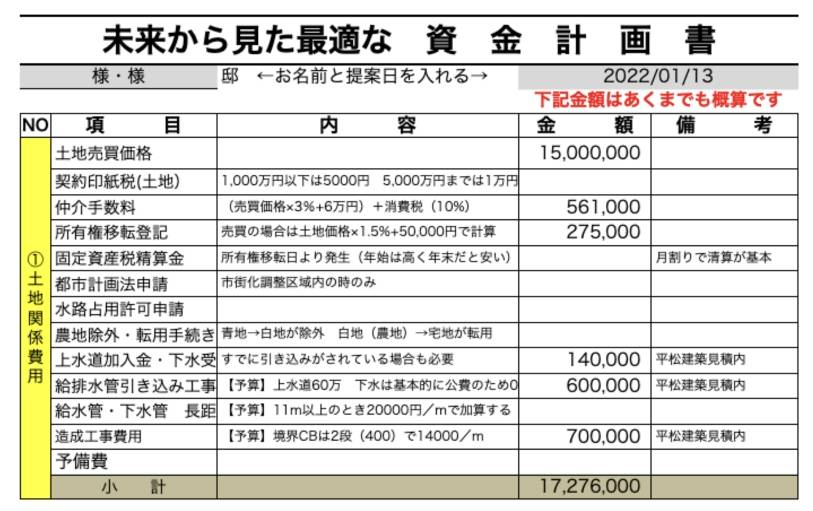 未来から見た最適な 資 金 計 画 書
様・様 邸 ←お名前と提案日を入れる→ 2022/01/13
下記金額はあくまでも概算です
NO 項 目 内 容 金 額 備 考
①土地関係費用
土地売買価格 15,000,000
契約印紙税(土地) 1,000万円以下は5000円 5,000万円までは1万円
仲介手数料 (売買価格×3%+6万円)+消費税(10%) 561,000
所有権移転登記 売買の場合は土地価格×1.5%+50,000円で計算 275,000
固定資産税精算金 所有権移転日より発生(年始は高く年末だと安い) 月割りで清算が基本
都市計画法申請 市街化調整区域内の時のみ
水路占用許可申請
農地除外・転用手続き 青地→白地が除外 白地(農地)→宅地が転用
上水道加入金・下水受 すでに引き込みがされている場合も必要 140,000 平松建築見積内
給排水管引き込み工事 【予算】上水道60万 下水は基本的に公費のため0 600,000 平松建築見積内
給水管・下水管 長距 【予算】11m以上のとき20000円/mで加算する
造成工事費用 【予算】境界CBは2段(400)で14000/m 700,000 平松建築見積内
予備費
小 計 17,276,000